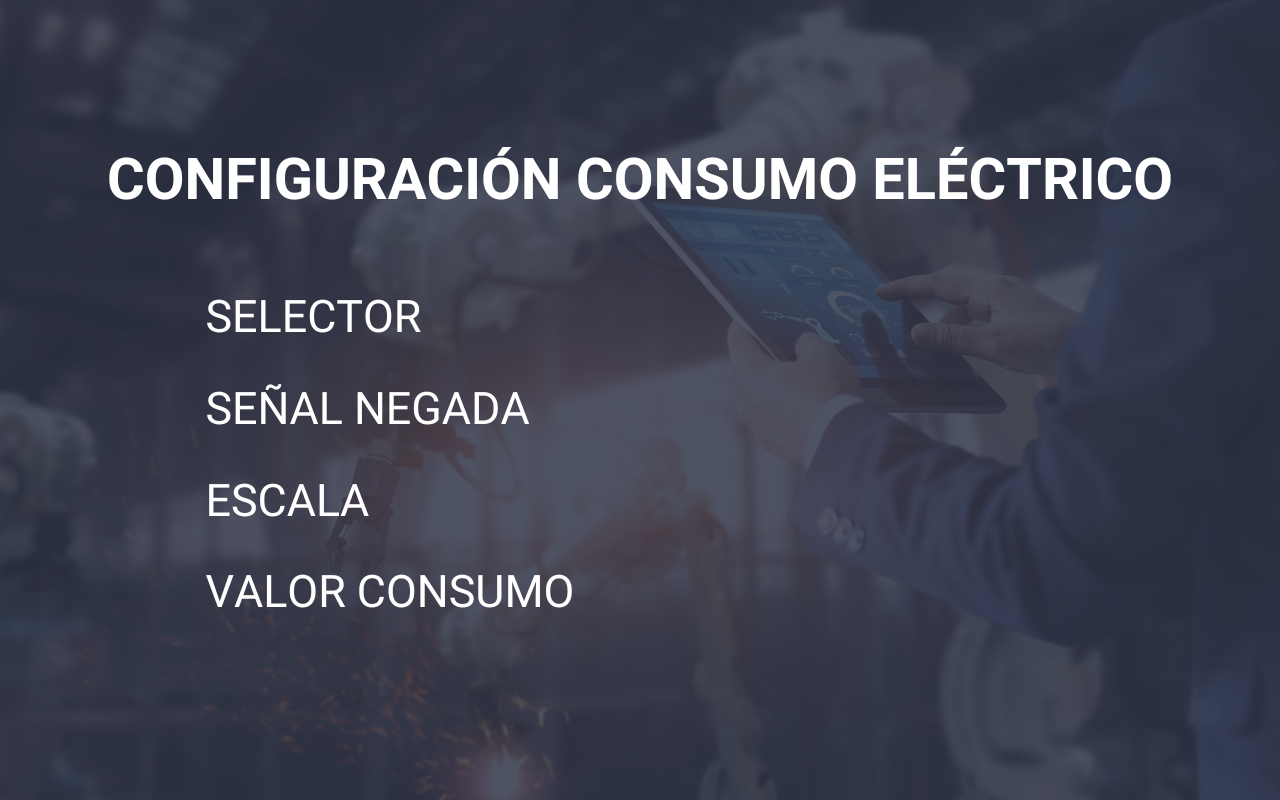 CONFIGURACIÓN CONSUMO ELÉCTRICO
SELECTOR
SEÑAL NEGADA
ESCALA
VALOR CONSUMO